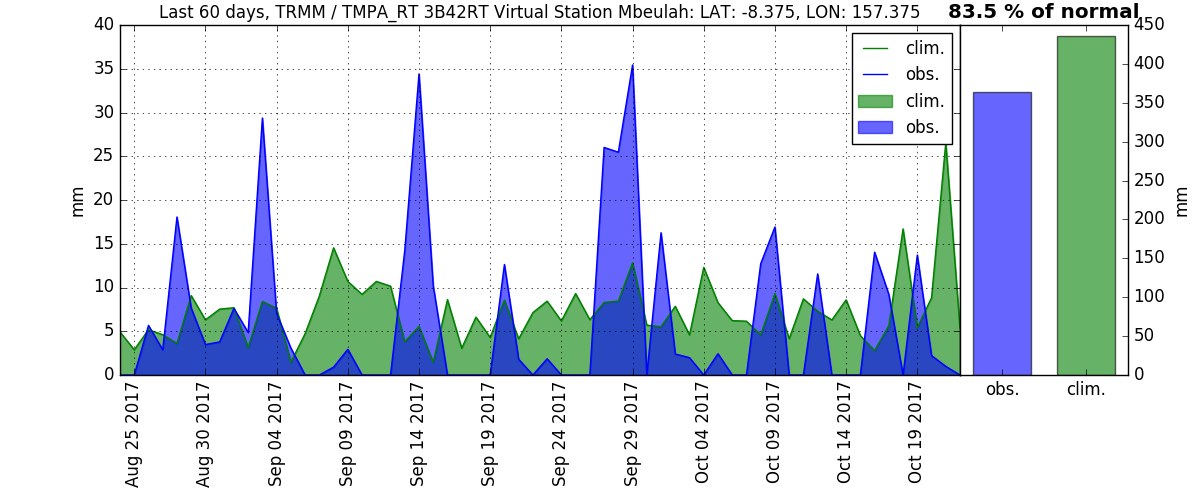 Last 60 days, TRMM / TMPA_RT 3B42RT Virtual Station Mbeulah: LAT: -8.375, LON: 157.375
83.5 % of normal
40
35
30
25
20
15
10
5
0
mm
clim.
obs.
clim.
obs.
450
400
350
300
250
200
150
100
50
0
mm
Aug 25 2017
Aug 30 2017
Sep 04 2017
Sep 09 2017
Sep 14 2017
Sep 19 2017
Sep 24 2017
Sep 29 2017
Oct 04 2017
Oct 09 2017
Oct 14 2017
Oct 19 2017
obs.
clim.